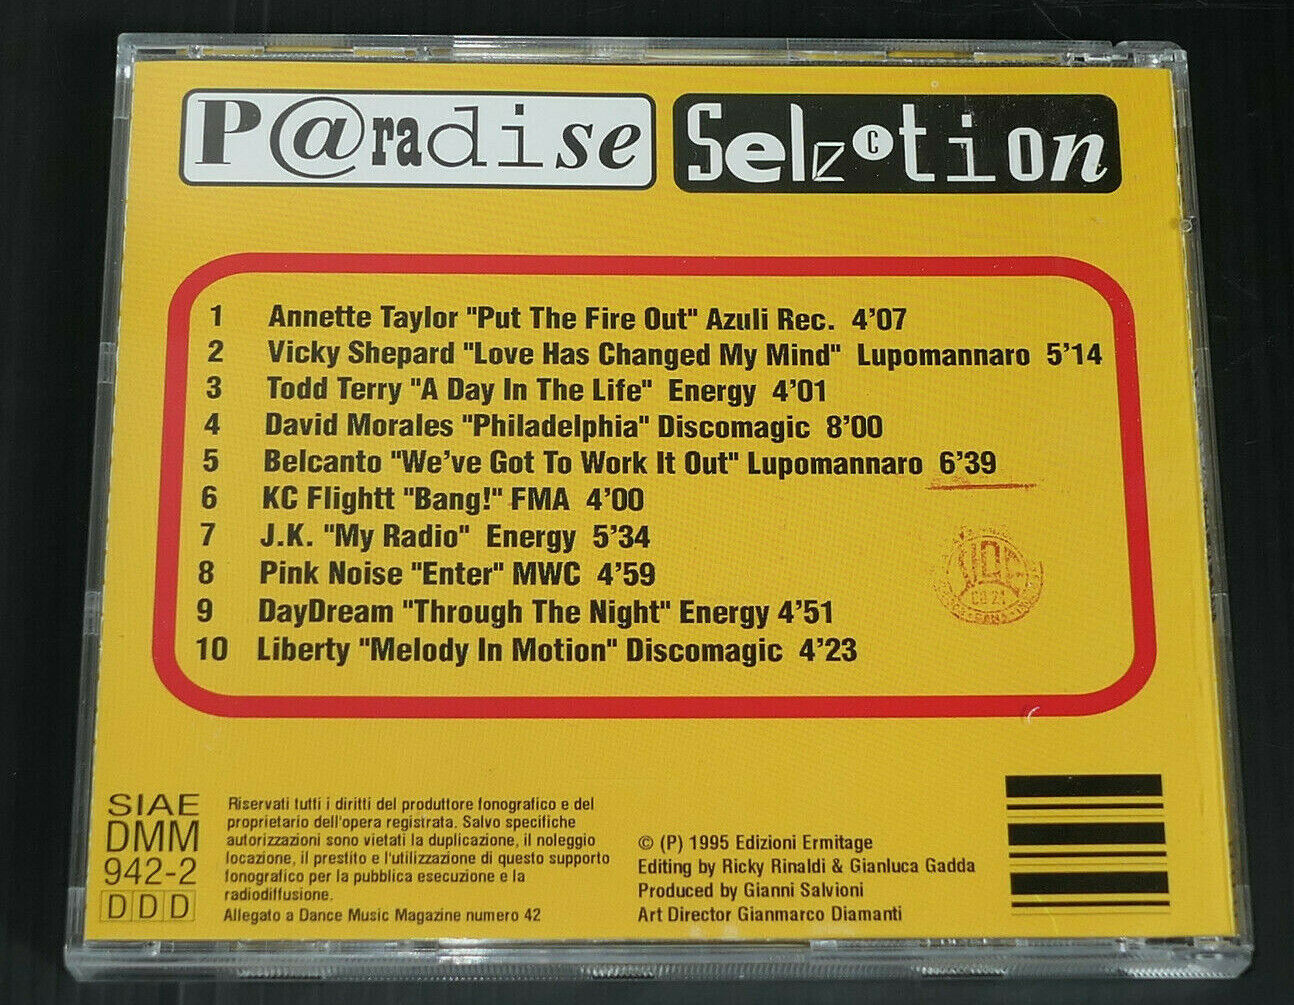 P@radise Selection
1 Annette Taylor "Put The Fire Out" Azuli Rec. 4'07
2 Vicky Shepard "Love Has Changed My Mind" Lupomannaro 5'14
3 Todd Terry "A Day In The Life" Energy 4'01
4 David Morales "Philadelphia" Discomagic 8'00
5 Belcanto "We've Got To Work It Out" Lupomannaro 6'39
6 KC Flightt "Bang!" FMA 4'00
7 J.K. "My Radio" Energy 5'34
8 Pink Noise "Enter" MWC 4'59
9 DayDream "Through The Night" Energy 4'51
10 Liberty "Melody In Motion" Discomagic 4'23
SIAE
DMM
942-2
DDD
Riservati tutti i diritti del produttore fonografico e del
proprietario dell'opera registrata. Salvo specifiche
autorizzazioni sono vietati la duplicazione, il noleggio
locazione, il prestito e l'utilizzazione di questo supporto
fonografico per la pubblica esecuzione e la
radiodiffusione.
Allegato a Dance Music Magazine numero 42
© (P) 1995 Edizioni Ermitage
Editing by Ricky Rinaldi & Gianluca Gadda
Produced by Gianni Salvioni
Art Director Gianmarco Diamanti